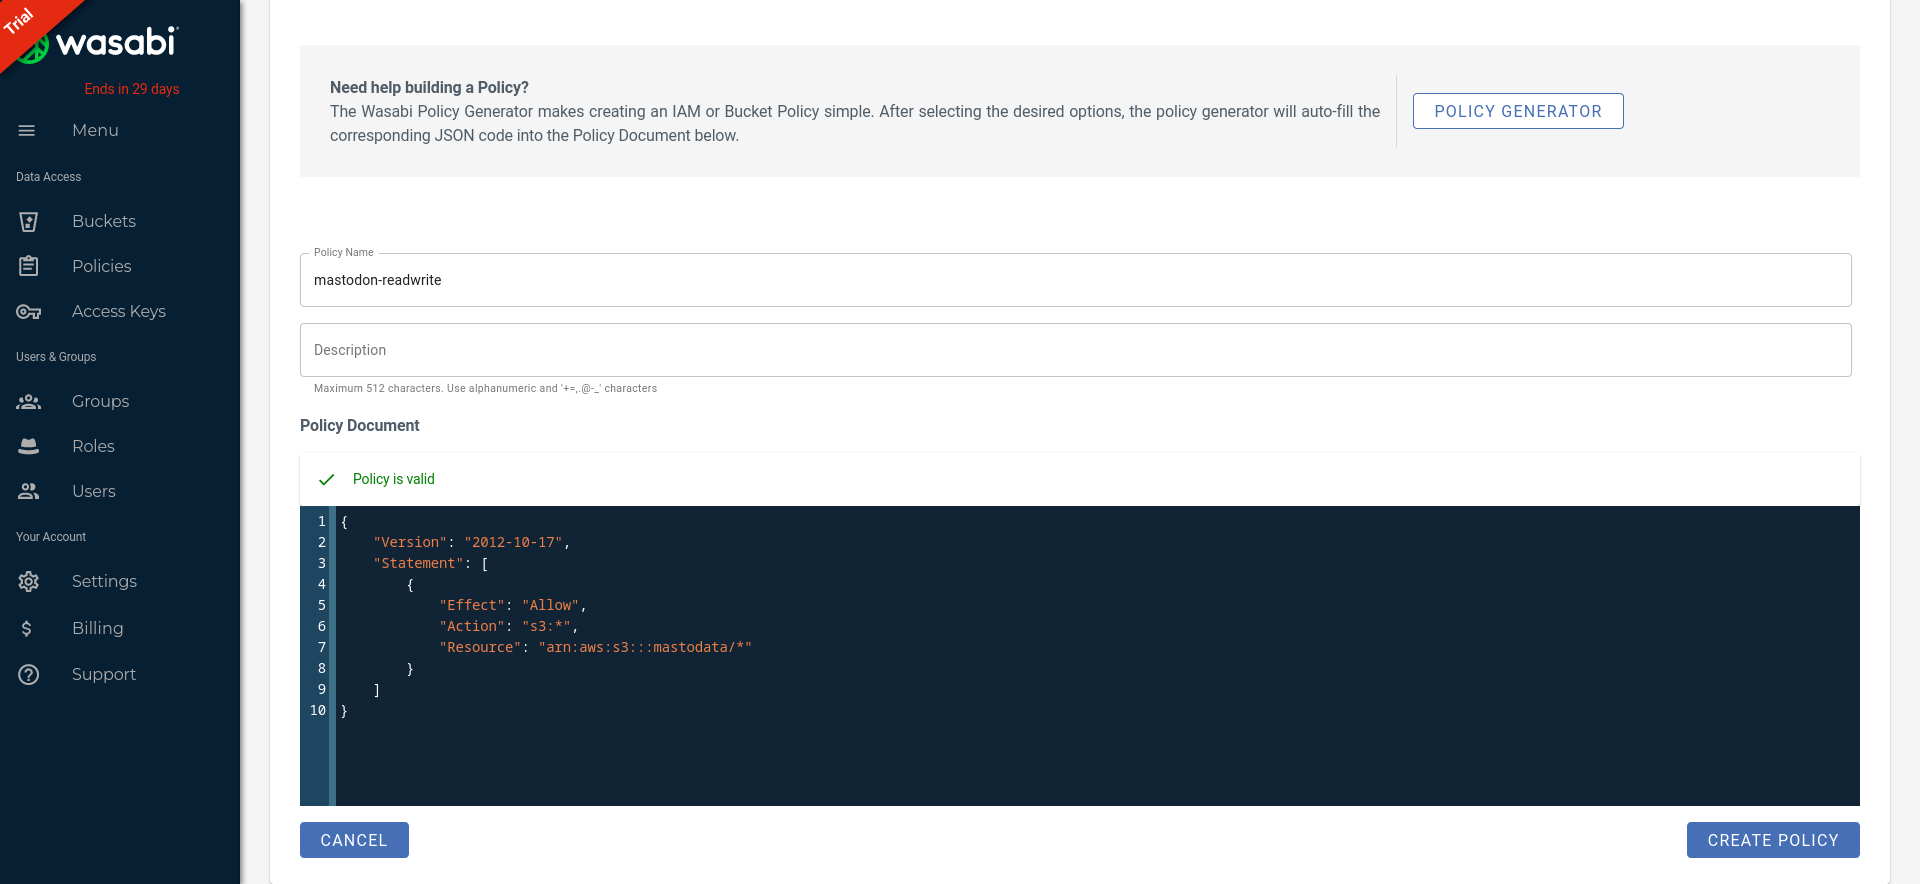 Trial
wasabi
Ends in 29 days
Menu
Data Access
Buckets
Policies
Access Keys
Users & Groups
Groups
Roles
Users
Your Account
Settings
Billing
Support
Need help building a Policy?
The Wasabi Policy Generator makes creating an IAM or Bucket Policy simple. After selecting the desired options, the policy generator will auto-fill the
corresponding JSON code into the Policy Document below.
POLICY GENERATOR
Policy Name
mastodon-readwrite
Description
Maximum 512 characters. Use alphanumeric and '+=,.@-_' characters
Policy Document
Policy is valid
1 {
2     "Version": "2012-10-17",
3     "Statement": [
4         {
5             "Effect": "Allow",
6             "Action": "s3:*",
7             "Resource": "arn:aws:s3:::mastodata/*"
8         }
9     ]
10 }
CANCEL
CREATE POLICY